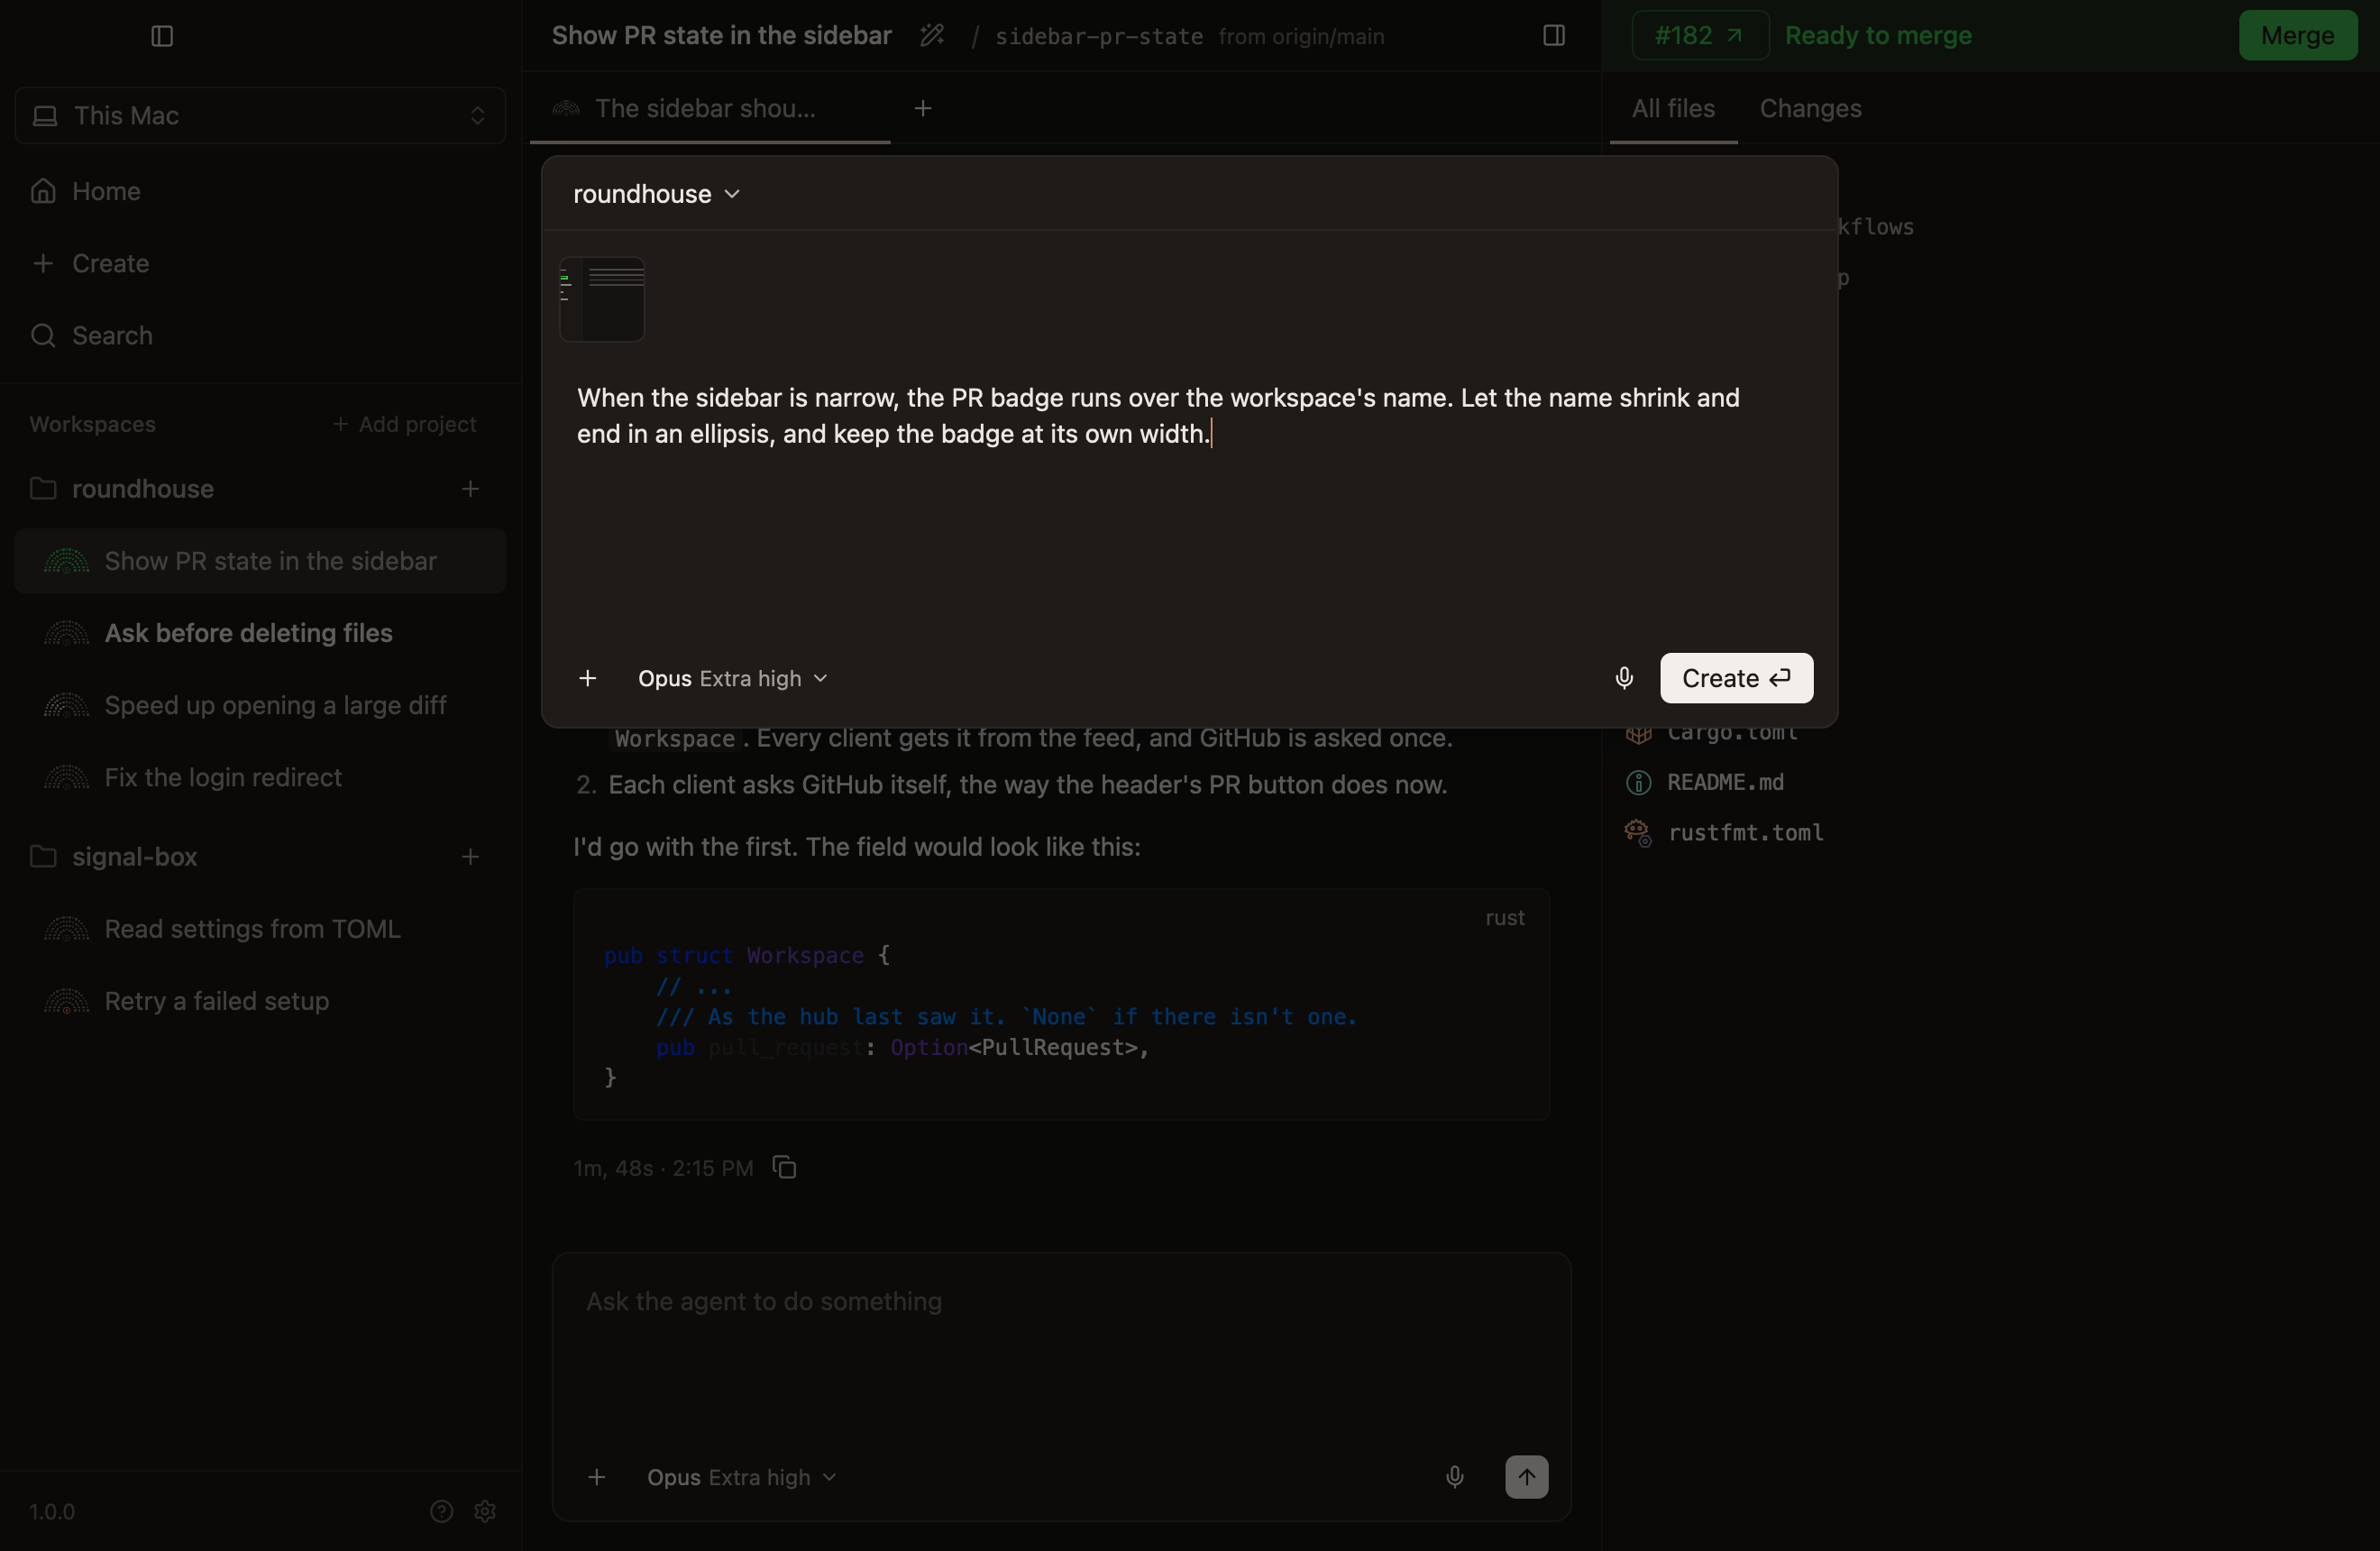 This Mac
Home
Create
Search
Workspaces
+ Add project
roundhouse
Show PR state in the sidebar
Ask before deleting files
Speed up opening a large diff
Fix the login redirect
signal-box
Read settings from TOML
Retry a failed setup
1.0.0
Show PR state in the sidebar / sidebar-pr-state from origin/main
The sidebar shou...
roundhouse
When the sidebar is narrow, the PR badge runs over the workspace's name. Let the name shrink and
end in an ellipsis, and keep the badge at its own width.
Opus Extra high
Create
Workspace. Every client gets it from the feed, and GitHub is asked once.
2. Each client asks GitHub itself, the way the header's PR button does now.
I'd go with the first. The field would look like this:
rust
pub struct Workspace {
// ...
/// As the hub last saw it. `None` if there isn't one.
pub pull_request: Option<PullRequest>,
}
1m, 48s · 2:15 PM
Ask the agent to do something
Opus Extra high
#182 Ready to merge
Merge
All files
Changes
kflows
p
Cargo.toml
README.md
rustfmt.toml